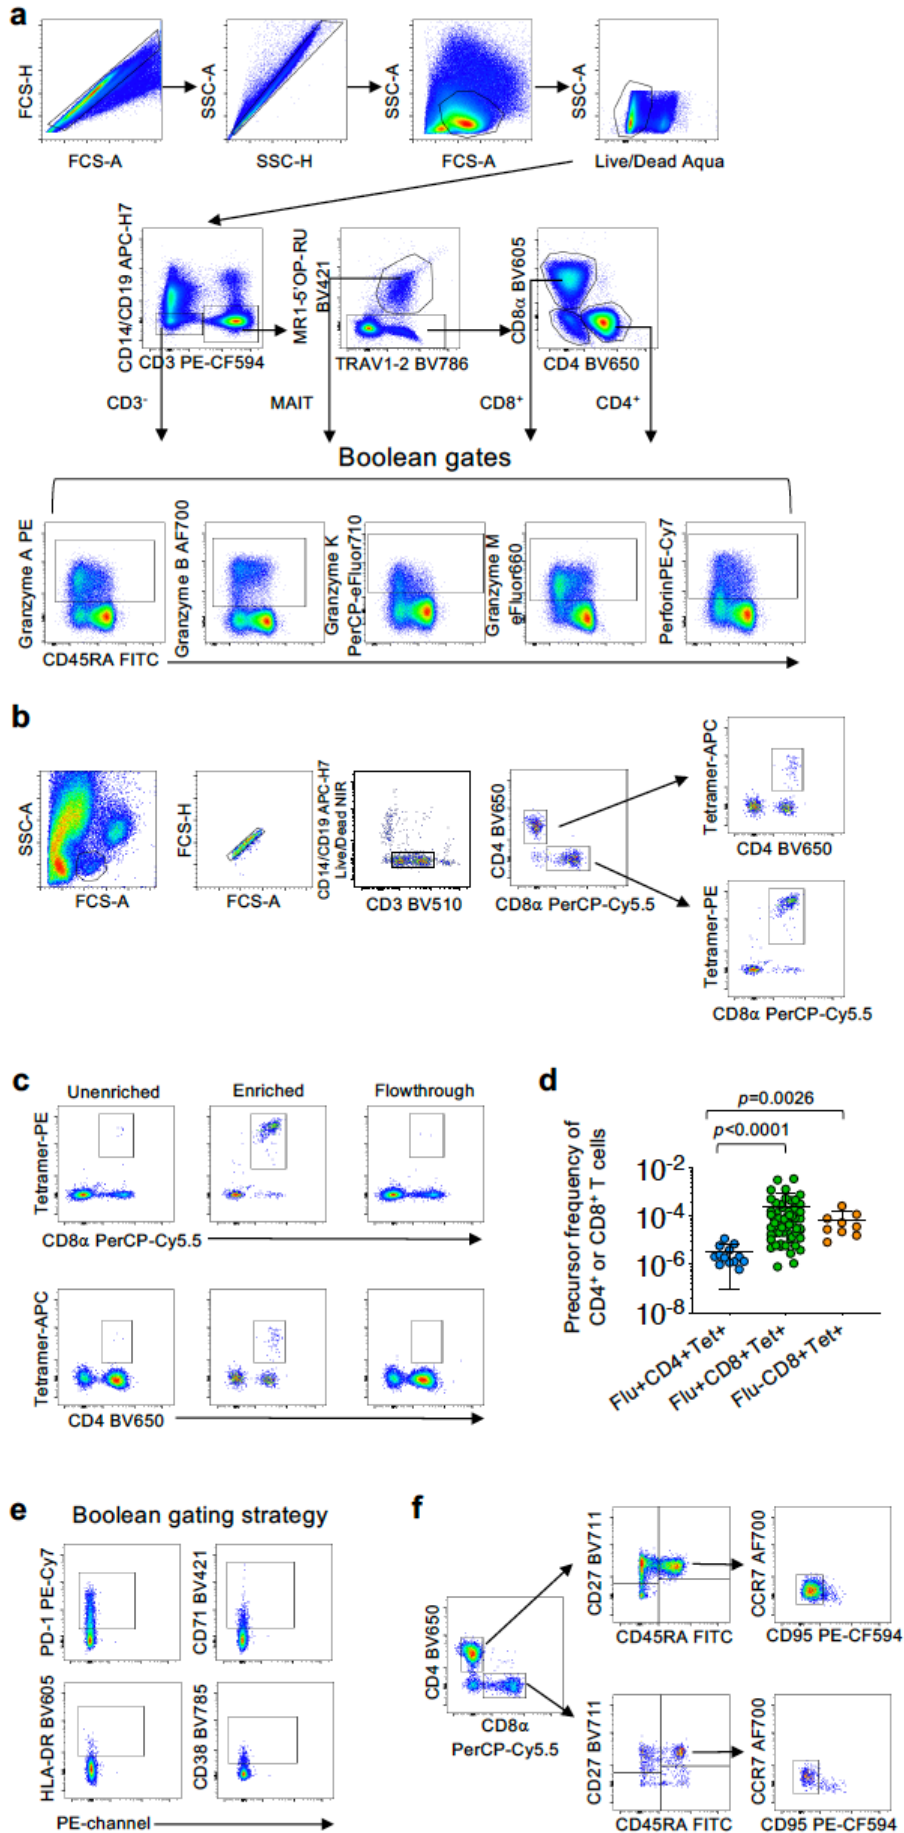 a
FCS-H
FCS-A
SSC-A
SSC-H
SSC-A
FCS-A
SSC-A
Live/Dead Aqua
CD14/CD19 APC-H7
CD3 PE-CF594
MR1-5'OP-RU
BV421
TRAV1-2 BV786
CD8α BV605
CD4 BV650
CD3-
MAIT
CD8+
CD4+
Boolean gates
Granzyme A PE
Granzyme B AF700
Granzyme K
PerCP-eFluor710
Granzyme M
eFluor660
PerforinPE-Cy7
CD45RA FITC
b
SSC-A
FCS-A
FCS-H
FCS-A
CD14/CD19 APC-H7
Live/Dead NIR
CD3 BV510
CD4 BV650
CD8α PerCP-Cy5.5
Tetramer-APC
CD4 BV650
Tetramer-PE
CD8α PerCP-Cy5.5
c
Unenriched
Enriched
Flowthrough
Tetramer-PE
CD8α PerCP-Cy5.5
Tetramer-APC
CD4 BV650
d
p=0.0026
p<0.0001
Precursor frequency of
CD4+ or CD8+ T cells
10-2
10-4
10-6
10-8
Flu+CD4+Tet+
Flu+CD8+Tet+
Flu-CD8+Tet+
e
Boolean gating strategy
PD-1 PE-Cy7
CD71 BV421
HLA-DR BV605
CD38 BV785
PE-channel
f
CD4 BV650
CD8α
PerCP-Cy5.5
CD27 BV711
CD45RA FITC
CCR7 AF700
CD95 PE-CF594
CD27 BV711
CD45RA FITC
CCR7 AF700
CD95 PE-CF594